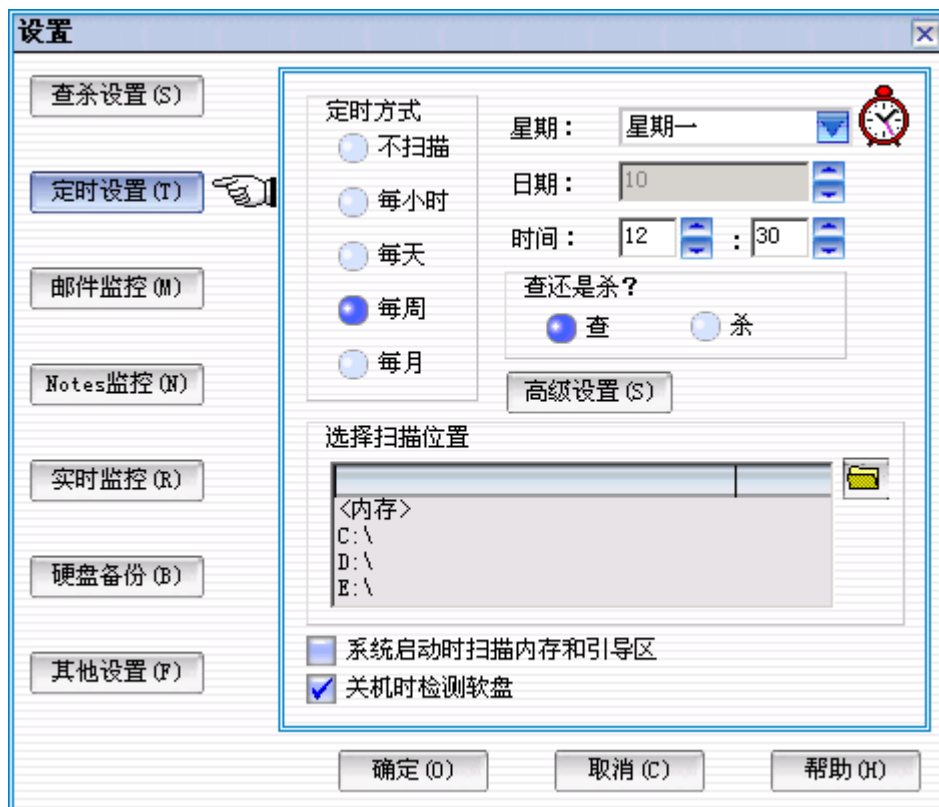 设置
查杀设置(S)
定时设置(T)
邮件监控(M)
Notes监控(N)
实时监控(R)
硬盘备份(B)
其他设置(F)
定时方式
不扫描
每小时
每天
每周
每月
星期： 星期一
日期： 10
时间： 12 : 30
查还是杀?
查 杀
高级设置(S)
选择扫描位置
<内存>
C:\
D:\
E:\
系统启动时扫描内存和引导区
关机时检测软盘
确定(O) 取消(C) 帮助(H)